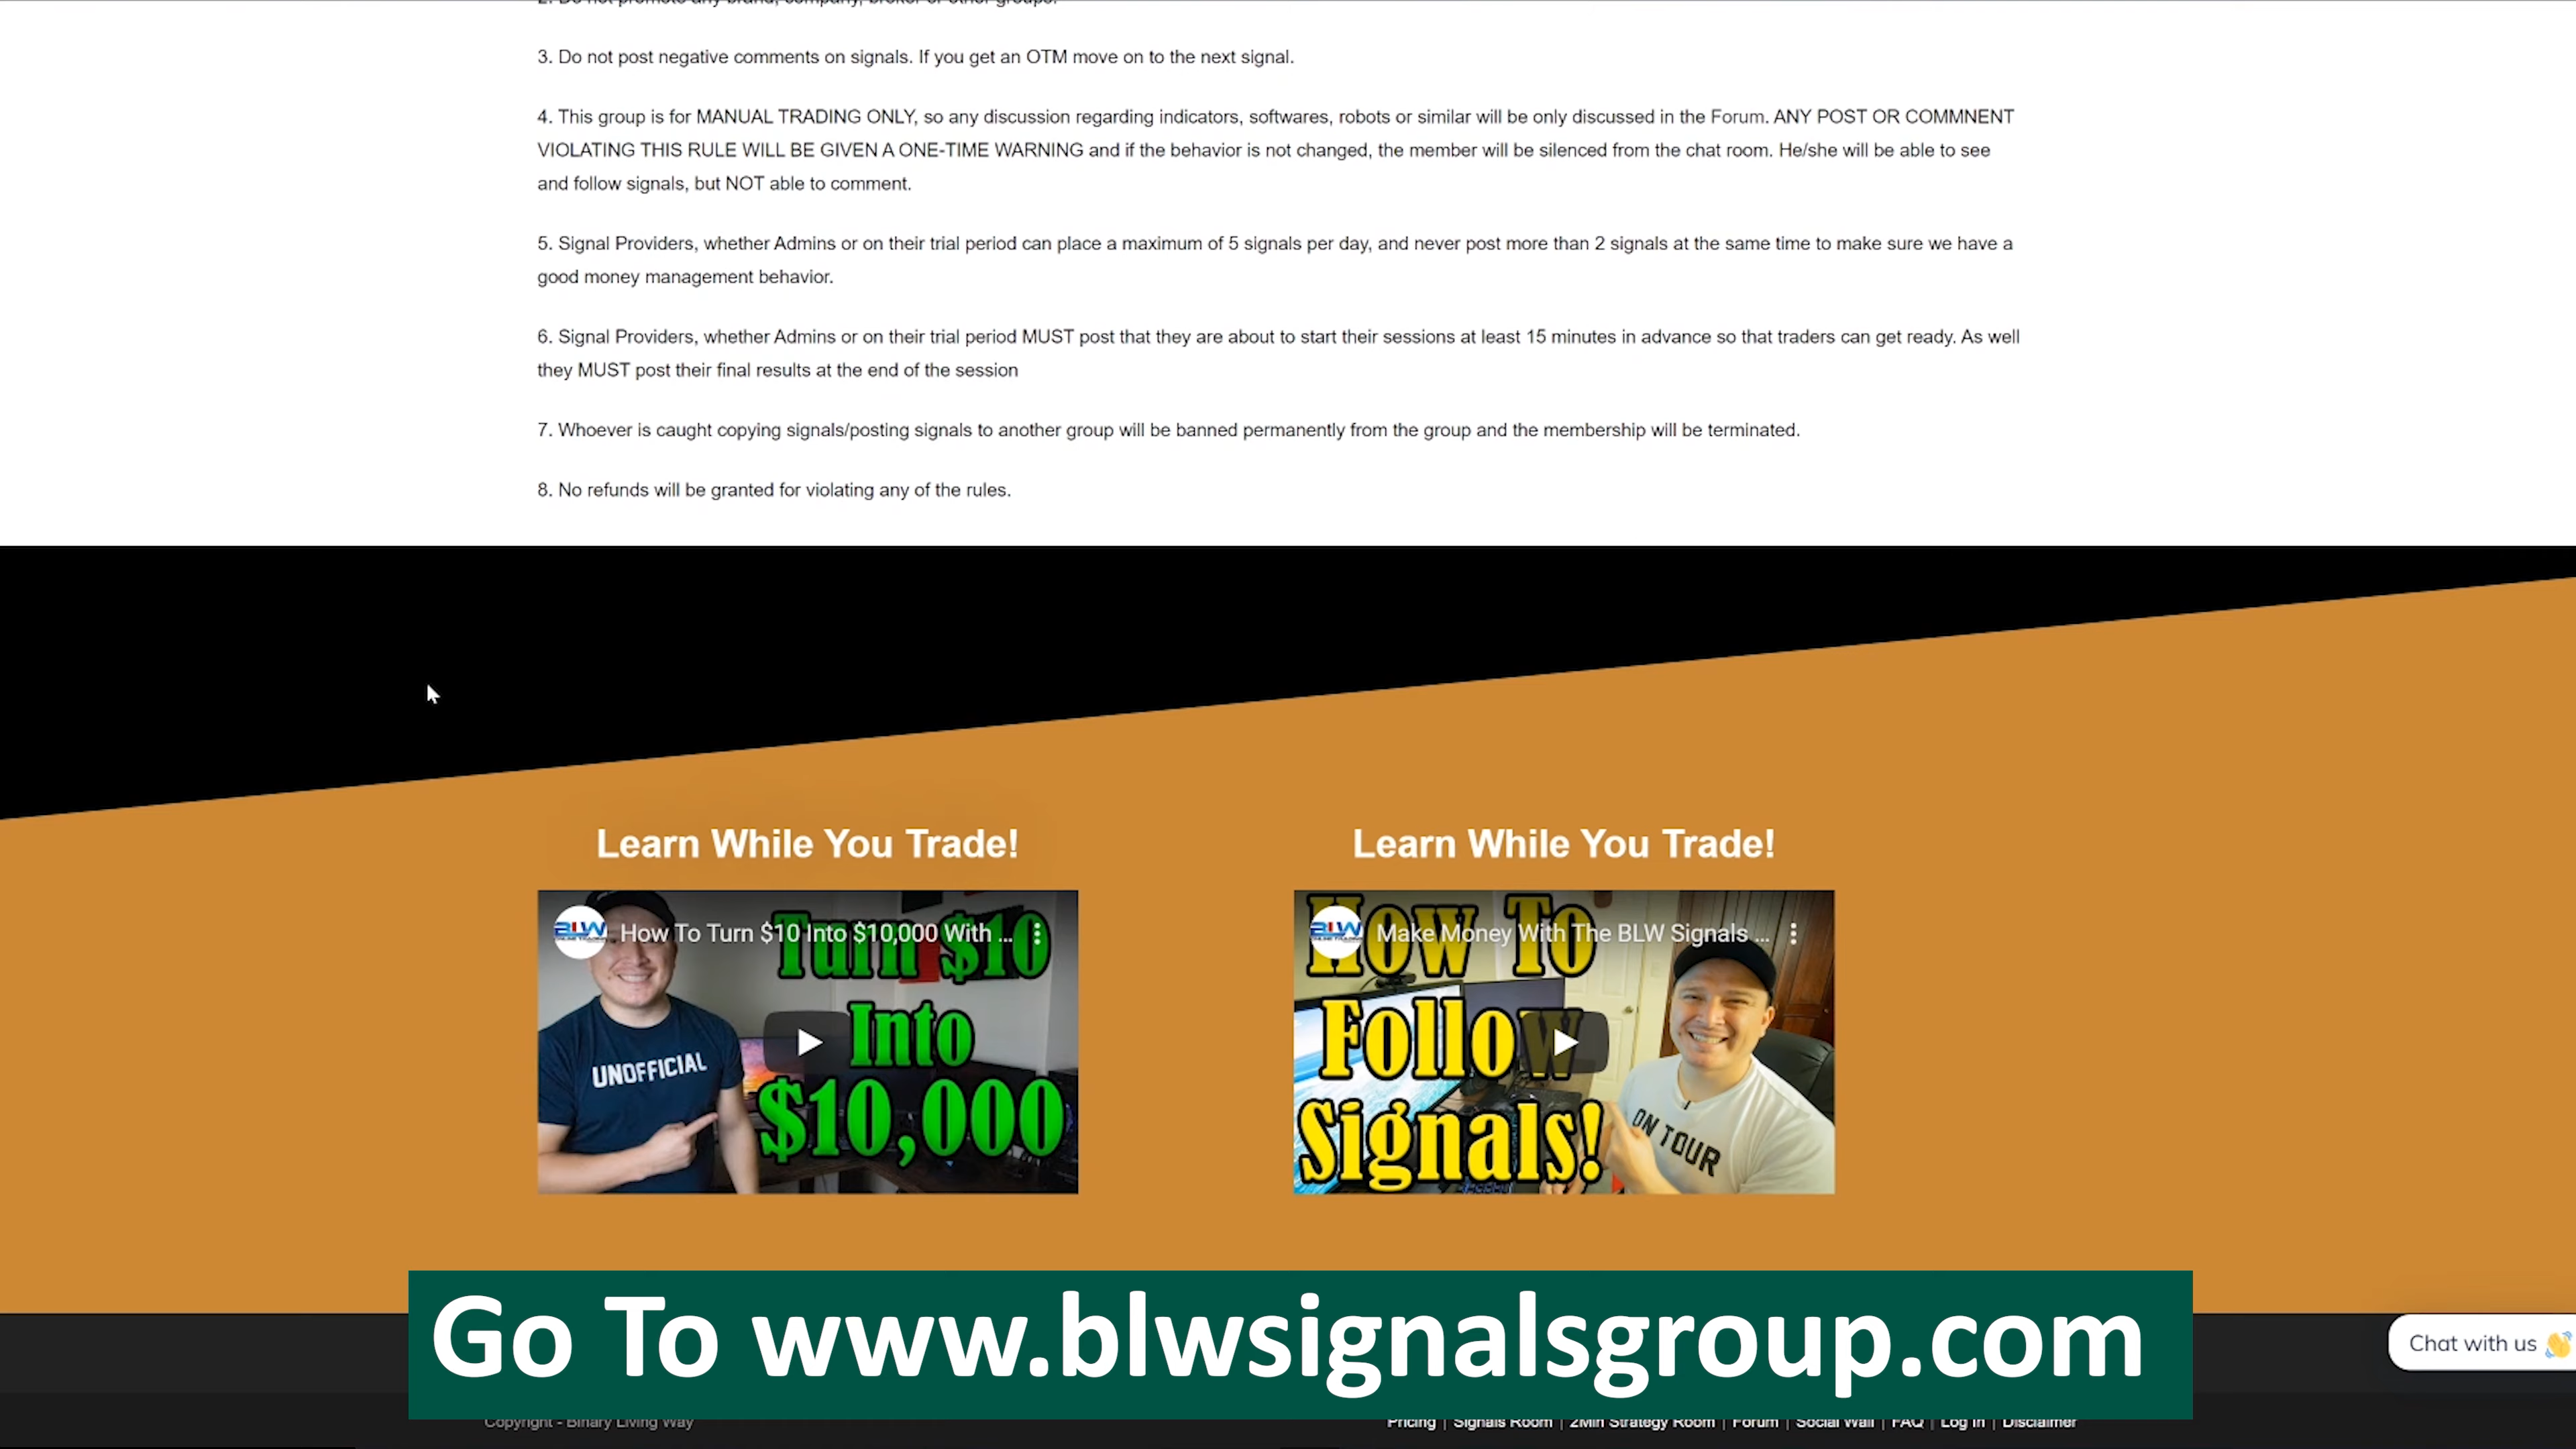 2. Do not promote any brand, company, broker or other groups.
3. Do not post negative comments on signals. If you get an OTM move on to the next signal.
4. This group is for MANUAL TRADING ONLY, so any discussion regarding indicators, softwares, robots or similar will be only discussed in the Forum. ANY POST OR COMMNENT
VIOLATING THIS RULE WILL BE GIVEN A ONE-TIME WARNING and if the behavior is not changed, the member will be silenced from the chat room. He/she will be able to see
and follow signals, but NOT able to comment.
5. Signal Providers, whether Admins or on their trial period can place a maximum of 5 signals per day, and never post more than 2 signals at the same time to make sure we have a
good money management behavior.
6. Signal Providers, whether Admins or on their trial period MUST post that they are about to start their sessions at least 15 minutes in advance so that traders can get ready. As well
they MUST post their final results at the end of the session
7. Whoever is caught copying signals/posting signals to another group will be banned permanently from the group and the membership will be terminated.
8. No refunds will be granted for violating any of the rules.
Learn While You Trade!
BLW
How To Turn $10 Into $10,000 With ...
Turn $10
Into
$10,000
UNOFFICIAL
Learn While You Trade!
BLW
Make Money With The BLW Signals ...
How To
Follow
Signals!
ON TOUR
Go To www.blwsignalsgroup.com
Chat with us 👋
Copyright - Binary Living Way
Pricing | Signals Room | 2Min Strategy Room | Forum | Social Wall | FAQ | Log In | Disclaimer